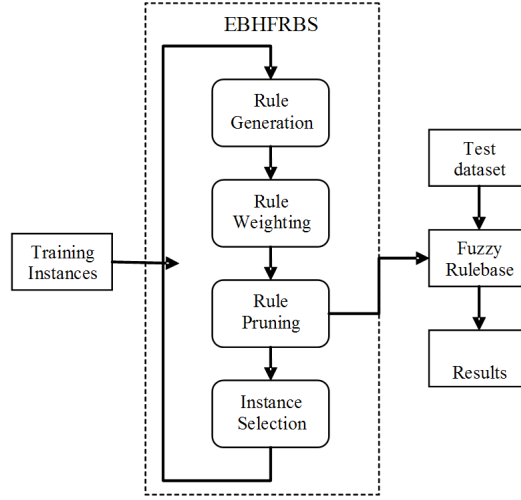 EBHFRBS
Rule
Generation
Rule
Weighting
Rule
Pruning
Instance
Selection
Training
Instances
Test
dataset
Fuzzy
Rulebase
Results